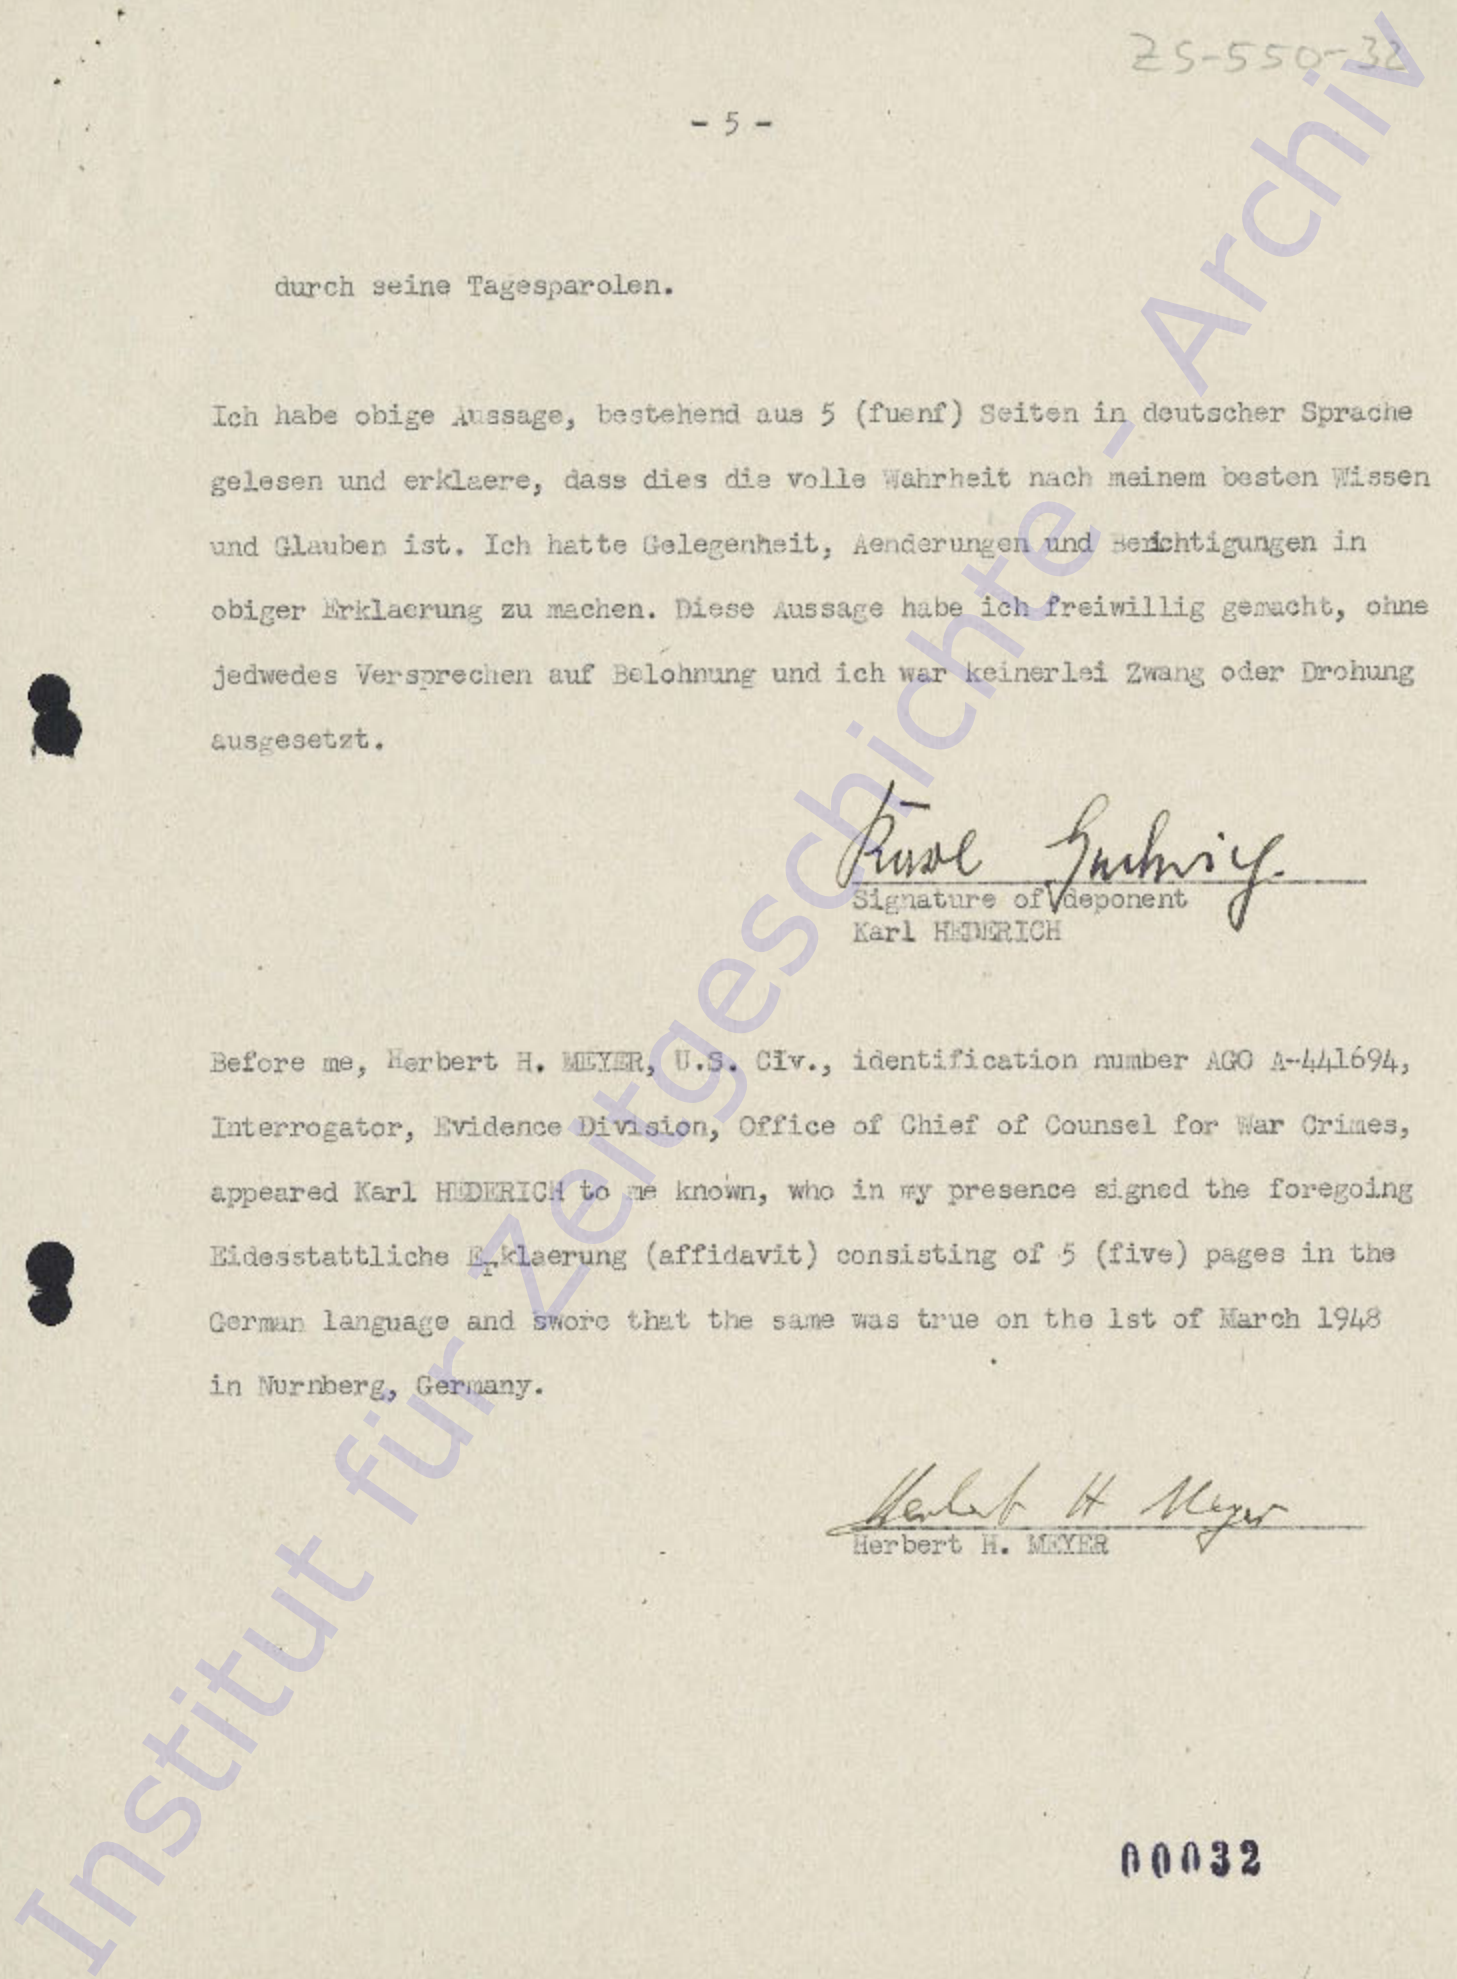 ZS-550-32
- 5 -
durch seine Tagesparolen.
Ich habe obige Aussage, bestehend aus 5 (fuenf) Seiten in deutscher Sprache
gelesen und erklaere, dass dies die volle Wahrheit nach meinem besten Wissen
und Glauben ist. Ich hatte Gelegenheit, Aenderungen und Berichtigungen in
obiger Erklaerung zu machen. Diese Aussage habe ich freiwillig gemacht, ohne
jedwedes Versprechen auf Belohnung und ich war keinerlei Zwang oder Drohung
ausgesetzt.
Karl Hederich.
Signature of deponent
Karl HEDERICH
Before me, Herbert H. MEYER, U.S. CIv., identification number AGO A-441694,
Interrogator, Evidence Division, Office of Chief of Counsel for War Crimes,
appeared Karl HEDERICH to me known, who in my presence signed the foregoing
Eidesstattliche Erklaerung (affidavit) consisting of 5 (five) pages in the
German language and swore that the same was true on the 1st of March 1948
in Nurnberg, Germany.
Herbert H Meyer
Herbert H. MEYER
00032
Institut für Zeitgeschichte - Archiv